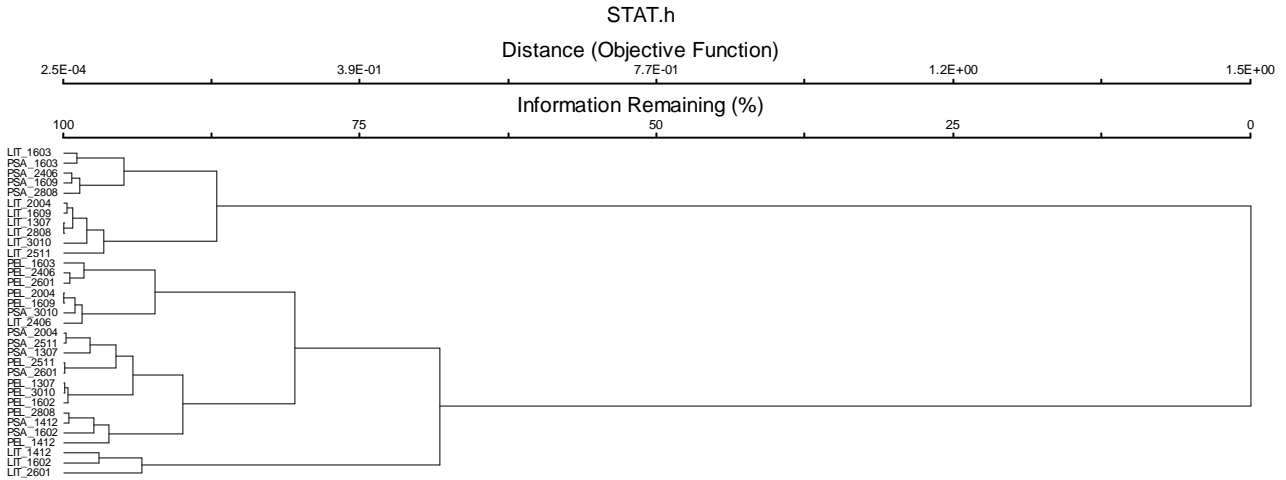 STAT.h
Distance (Objective Function)
2.5E-04 3.9E-01 7.7E-01 1.2E+00 1.5E+00
Information Remaining (%)
100 75 50 25 0
LIT_1603
PSA_1603
PSA_2406
PSA_1609
PSA_2808
LIT_2004
LIT_1609
LIT_1307
LIT_2808
LIT_3010
LIT_2511
PEL_1603
PEL_2406
PEL_2601
PEL_2004
PEL_1609
PSA_3010
LIT_2406
PSA_2004
PSA_2511
PSA_1307
PEL_2511
PSA_2601
PEL_1307
PEL_3010
PEL_1602
PEL_2808
PSA_1412
PSA_1602
PEL_1412
LIT_1412
LIT_1602
LIT_2601